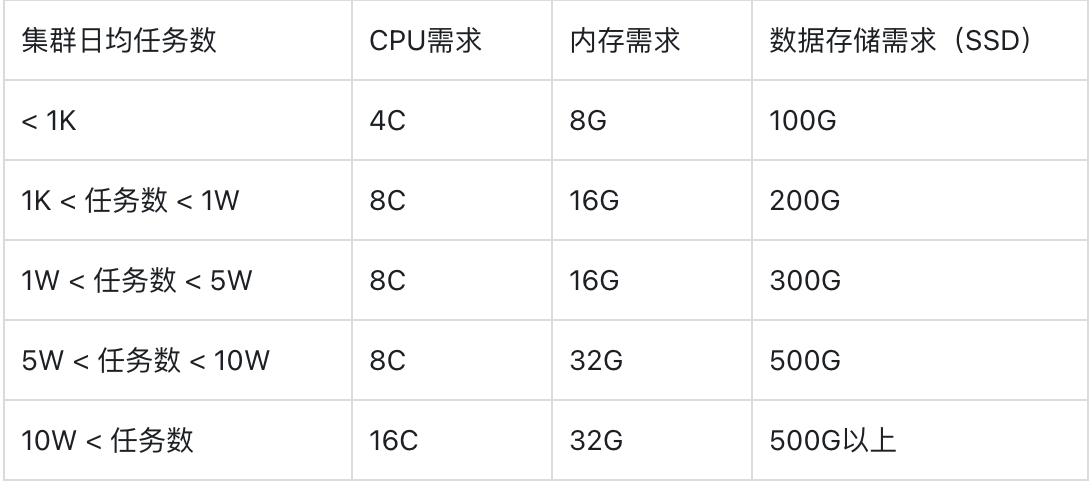 集群日均任务数 CPU需求 内存需求 数据存储需求（SSD）
< 1K 4C 8G 100G
1K < 任务数 < 1W 8C 16G 200G
1W < 任务数 < 5W 8C 16G 300G
5W < 任务数 < 10W 8C 32G 500G
10W < 任务数 16C 32G 500G以上